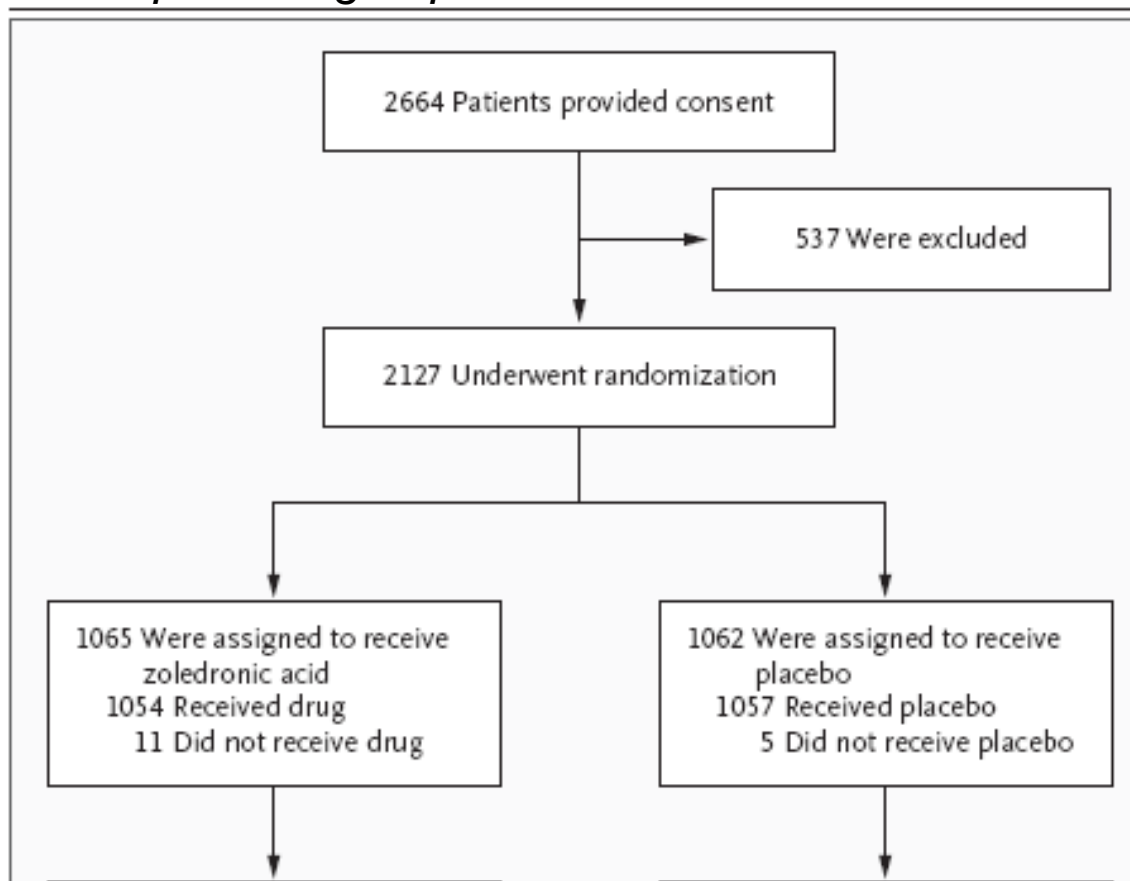 2664 Patients provided consent
537 Were excluded
2127 Underwent randomization
1065 Were assigned to receive
zoledronic acid
1054 Received drug
11 Did not receive drug
1062 Were assigned to receive
placebo
1057 Received placebo
5 Did not receive placebo